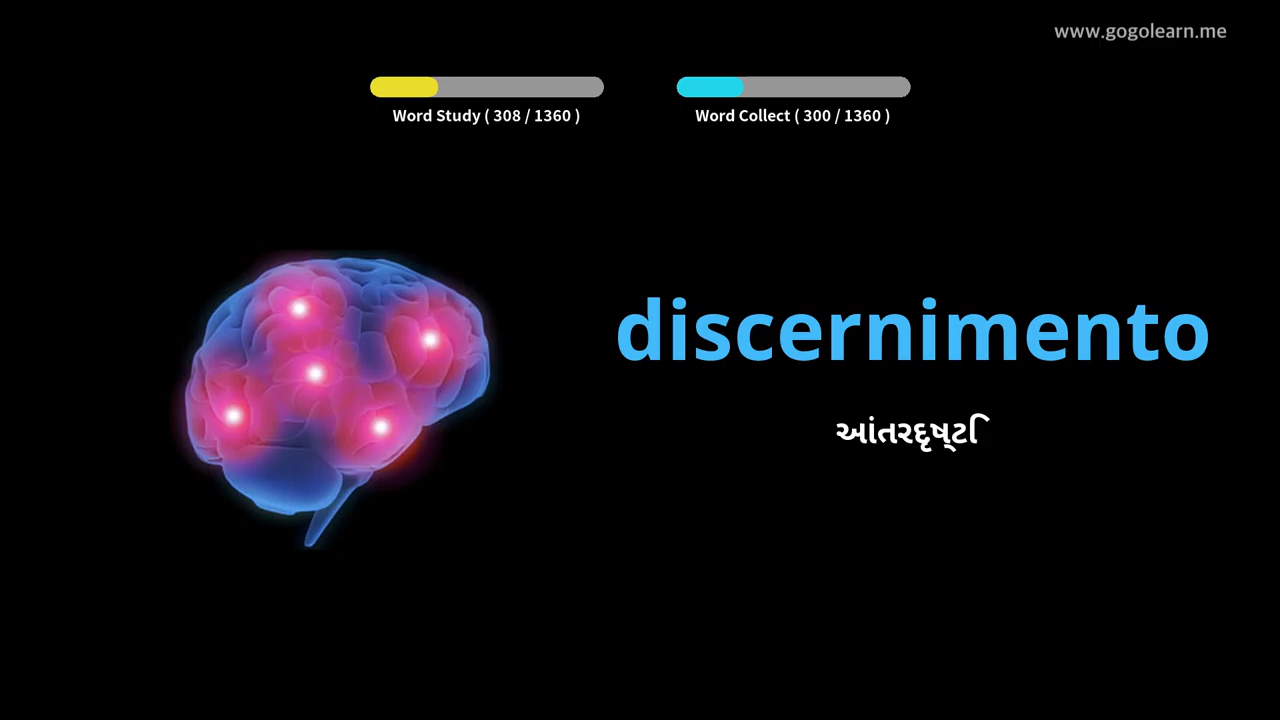 www.gogolearn.me
Word Study ( 308 / 1360 )
Word Collect ( 300 / 1360 )
discernimento
આંતરદૃષ્ટિ